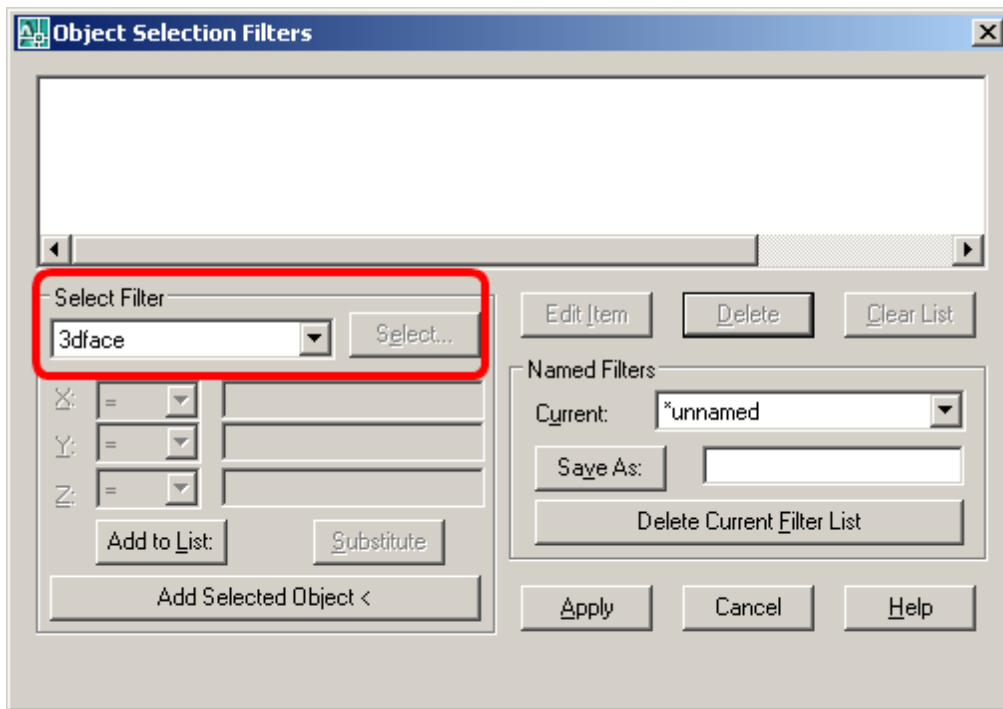 Object Selection Filters
Select Filter
3dface
Select...
X: =
Y: =
Z: =
Add to List:
Substitute
Add Selected Object <
Edit Item
Delete
Clear List
Named Filters
Current:
*unnamed
Save As:
Delete Current Filter List
Apply
Cancel
Help